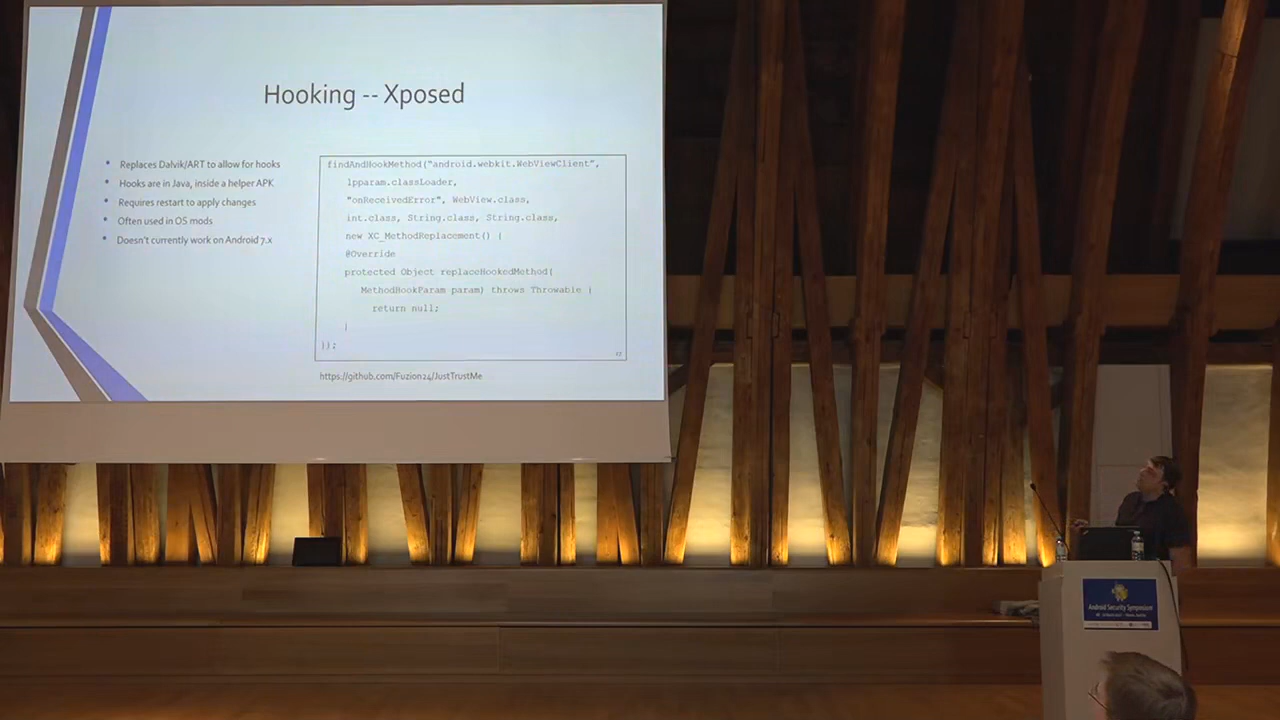 Hooking -- Xposed
Replaces Dalvik/ART to allow for hooks
Hooks are in Java, inside a helper APK
Requires restart to apply changes
Often used in OS mods
Doesn't currently work on Android 7.x
findAndHookMethod("android.webkit.WebViewClient",
lpparam.classLoader,
"onReceivedError", WebView.class,
int.class, String.class, String.class,
new XC_MethodReplacement() {
@Override
protected Object replaceHookedMethod(
MethodHookParam param) throws Throwable {
return null;
}
});
https://github.com/Fuzion24/JustTrustMe
Android Security Symposium